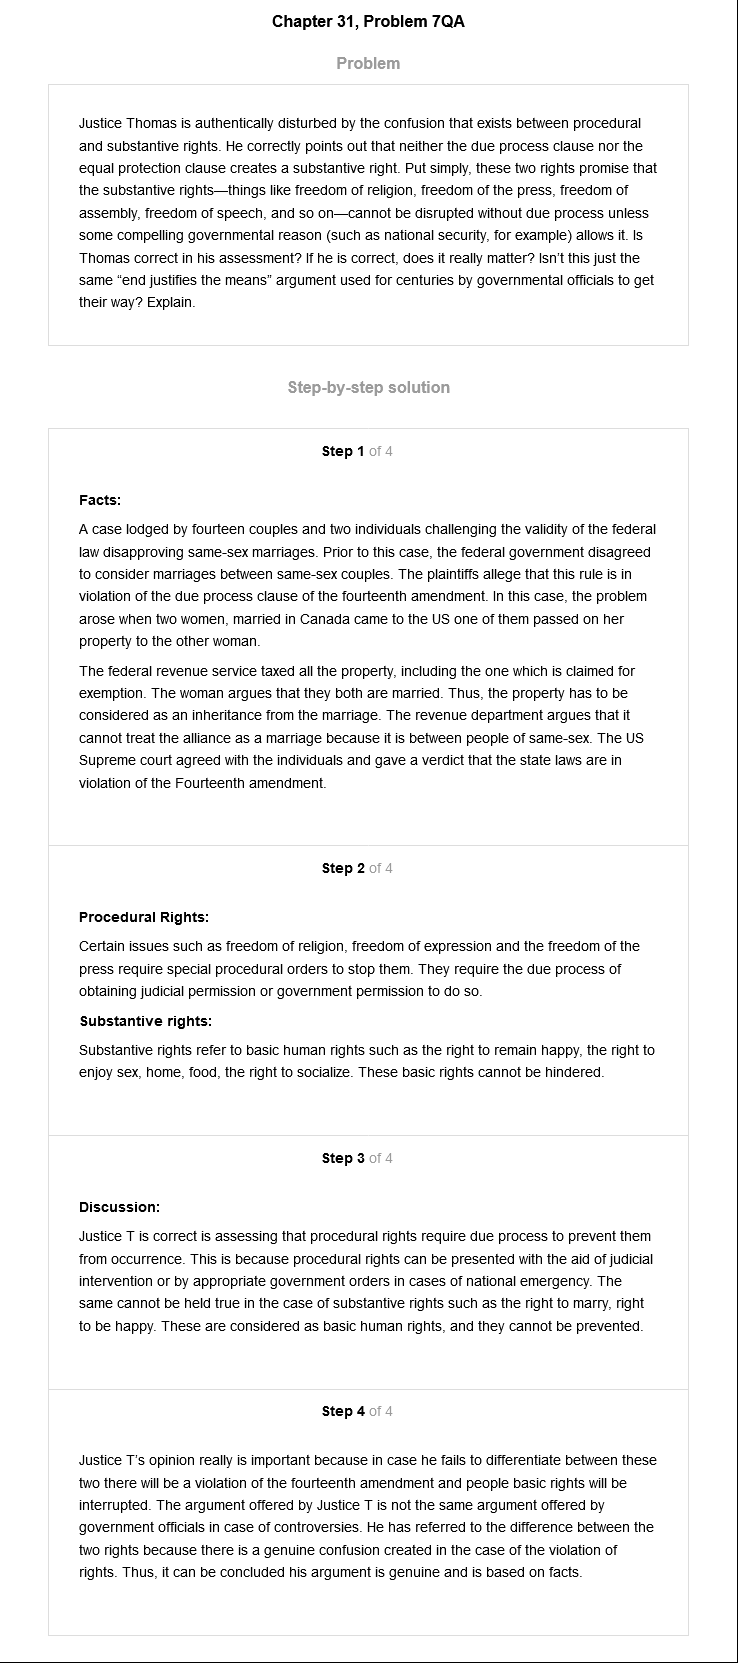 Chapter 31, Problem 7QA
Problem
Justice Thomas is authentically disturbed by the confusion that exists between procedural
and substantive rights. He correctly points out that neither the due process clause nor the
equal protection clause creates a substantive right. Put simply, these two rights promise that
the substantive rights—things like freedom of religion, freedom of the press, freedom of
assembly, freedom of speech, and so on—cannot be disrupted without due process unless
some compelling governmental reason (such as national security, for example) allows it. Is
Thomas correct in his assessment? If he is correct, does it really matter? Isn’t this just the
same “end justifies the means” argument used for centuries by governmental officials to get
their way? Explain.
Step-by-step solution
Step 1 of 4
Facts:
A case lodged by fourteen couples and two individuals challenging the validity of the federal
law disapproving same-sex marriages. Prior to this case, the federal government disagreed
to consider marriages between same-sex couples. The plaintiffs allege that this rule is in
violation of the due process clause of the fourteenth amendment. In this case, the problem
arose when two women, married in Canada came to the US one of them passed on her
property to the other woman.
The federal revenue service taxed all the property, including the one which is claimed for
exemption. The woman argues that they both are married. Thus, the property has to be
considered as an inheritance from the marriage. The revenue department argues that it
cannot treat the alliance as a marriage because it is between people of same-sex. The US
Supreme court agreed with the individuals and gave a verdict that the state laws are in
violation of the Fourteenth amendment.
Step 2 of 4
Procedural Rights:
Certain issues such as freedom of religion, freedom of expression and the freedom of the
press require special procedural orders to stop them. They require the due process of
obtaining judicial permission or government permission to do so.
Substantive rights:
Substantive rights refer to basic human rights such as the right to remain happy, the right to
enjoy sex, home, food, the right to socialize. These basic rights cannot be hindered.
Step 3 of 4
Discussion:
Justice T is correct is assessing that procedural rights require due process to prevent them
from occurrence. This is because procedural rights can be presented with the aid of judicial
intervention or by appropriate government orders in cases of national emergency. The
same cannot be held true in the case of substantive rights such as the right to marry, right
to be happy. These are considered as basic human rights, and they cannot be prevented.
Step 4 of 4
Justice T’s opinion really is important because in case he fails to differentiate between these
two there will be a violation of the fourteenth amendment and people basic rights will be
interrupted. The argument offered by Justice T is not the same argument offered by
government officials in case of controversies. He has referred to the difference between the
two rights because there is a genuine confusion created in the case of the violation of
rights. Thus, it can be concluded his argument is genuine and is based on facts.